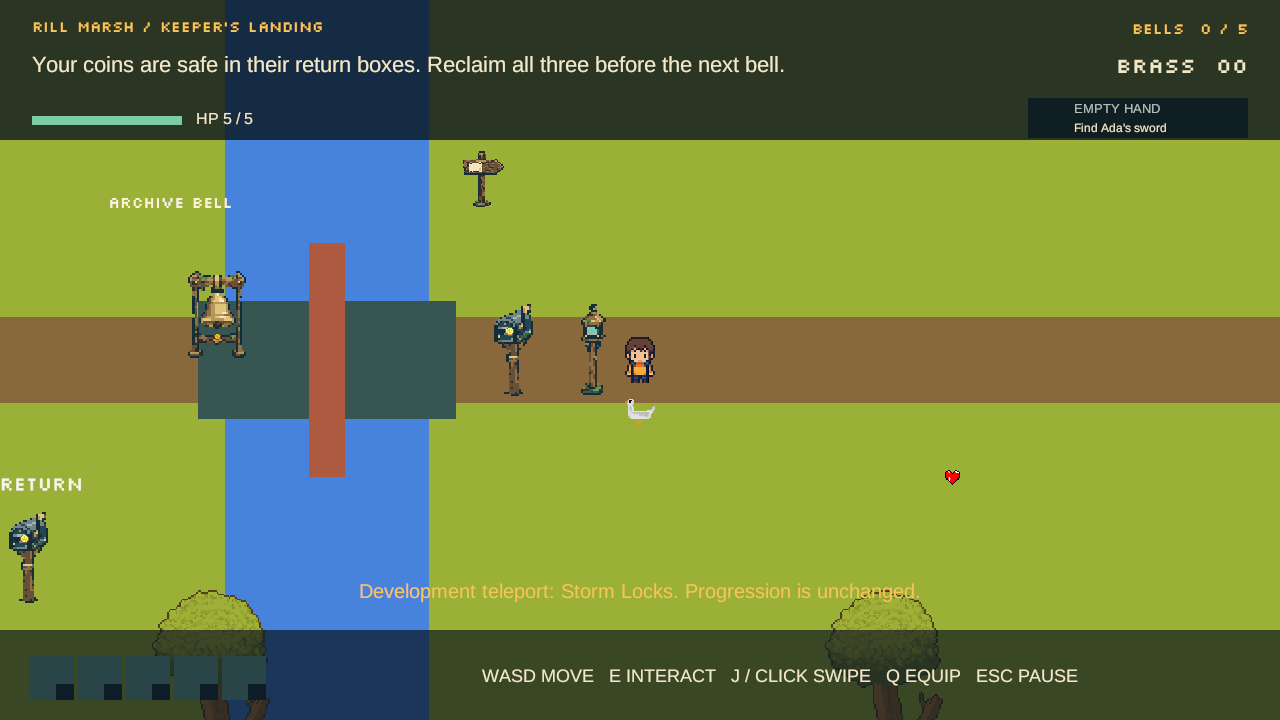 RILL MARSH / KEEPER'S LANDING
BELLS 0 / 5
Your coins are safe in their return boxes. Reclaim all three before the next bell.
BRASS 00
HP 5 / 5
EMPTY HAND
Find Ada's sword
ARCHIVE BELL
RETURN
Development teleport: Storm Locks. Progression is unchanged.
WASD MOVE E INTERACT J / CLICK SWIPE Q EQUIP ESC PAUSE